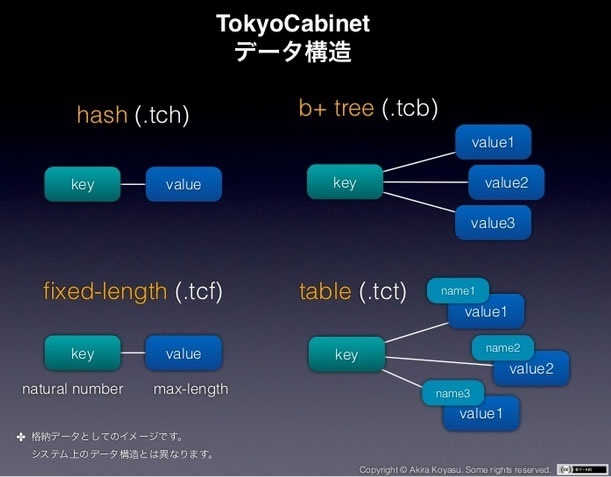 TokyoCabinet
データ構造
hash (.tch)
key
value
b+ tree (.tcb)
key
value1
value2
value3
fixed-length (.tcf)
key
value
natural number
max-length
table (.tct)
key
name1
value1
name2
value2
name3
value1
✤ 格納データとしてのイメージです。
システム上のデータ構造とは異なります。
Copyright © Akira Koyasu. Some rights reserved.